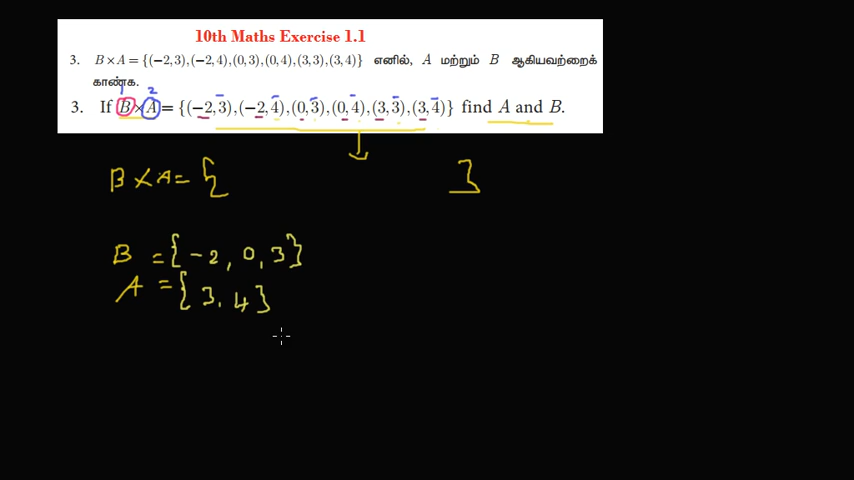 10th Maths Exercise 1.1
3. B×A = {(−2,3),(−2,4),(0,3),(0,4),(3,3),(3,4)} எனில், A மற்றும் B ஆகியவற்றைக்
காண்க.
1 2
3. If B×A = {(−2,3),(−2,4),(0,3),(0,4),(3,3),(3,4)} find A and B.
B × A = { }
B = {−2, 0, 3}
A = {3, 4}